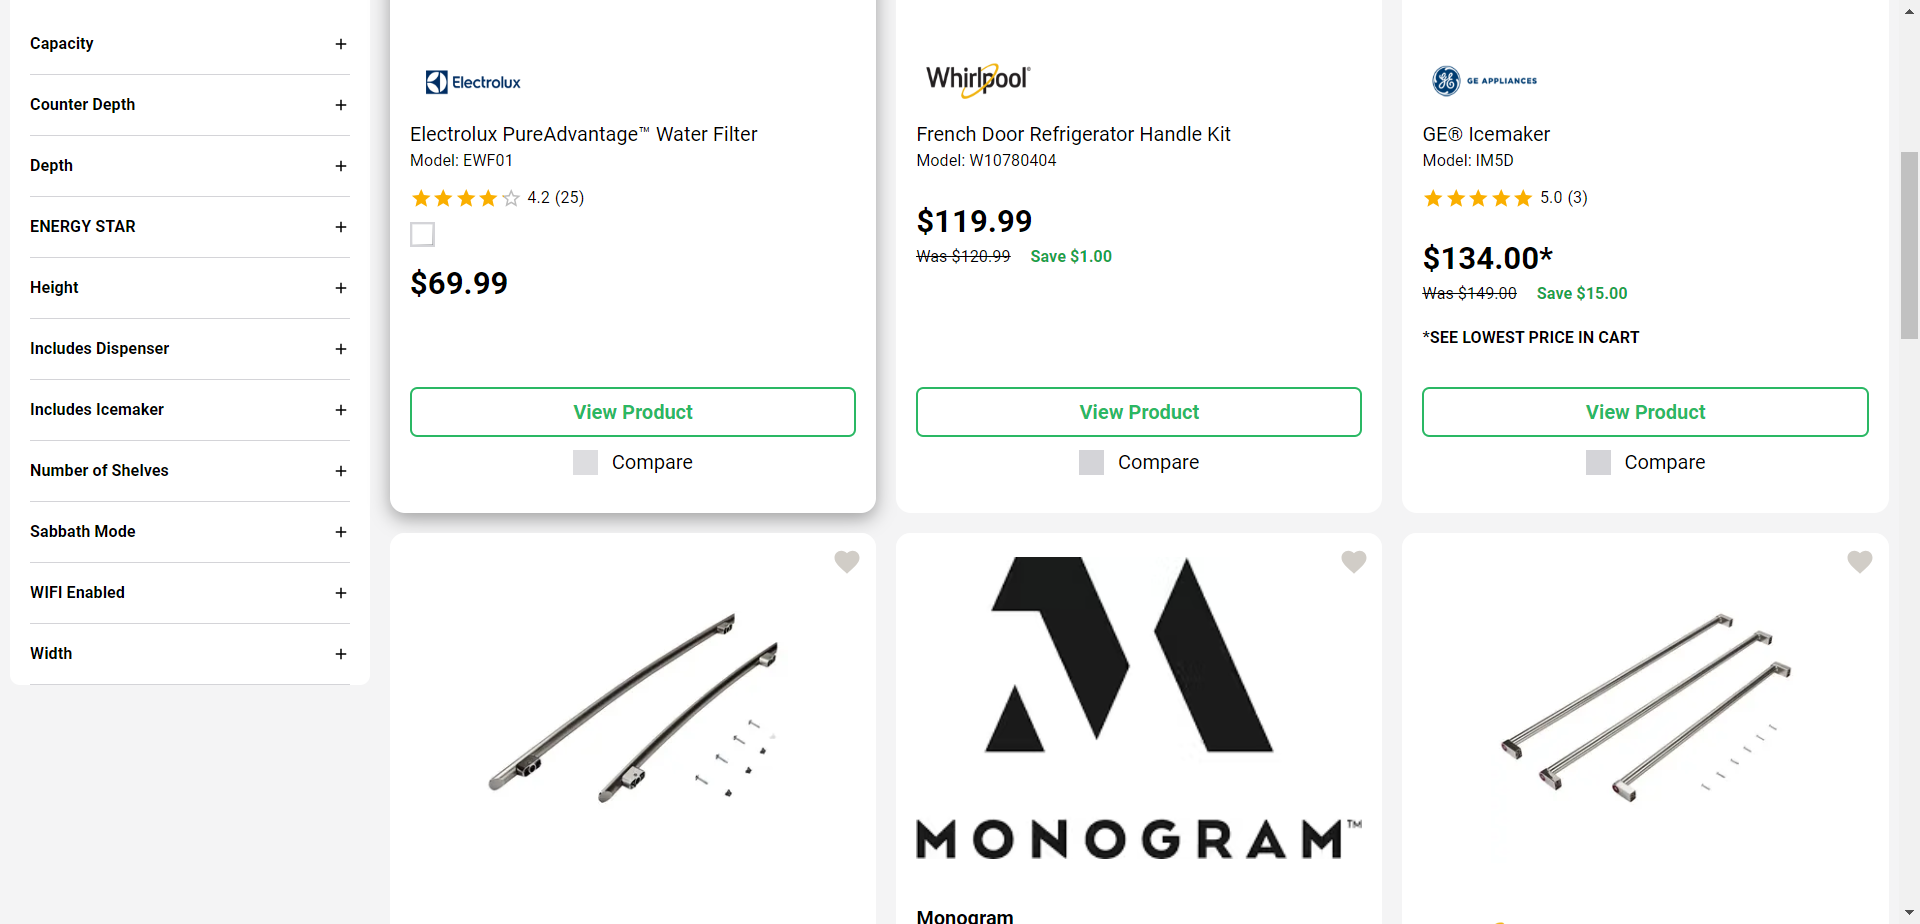 Capacity
Counter Depth
Depth
ENERGY STAR
Height
Includes Dispenser
Includes Icemaker
Number of Shelves
Sabbath Mode
WIFI Enabled
Width
Electrolux
Electrolux PureAdvantage™ Water Filter
Model: EWF01
4.2 (25)
$69.99
View Product
Compare
Whirlpool®
French Door Refrigerator Handle Kit
Model: W10780404
$119.99
Was $120.99 Save $1.00
View Product
Compare
GE APPLIANCES
GE® Icemaker
Model: IM5D
5.0 (3)
$134.00*
Was $149.00 Save $15.00
*SEE LOWEST PRICE IN CART
View Product
Compare
MONOGRAM™
Monogram